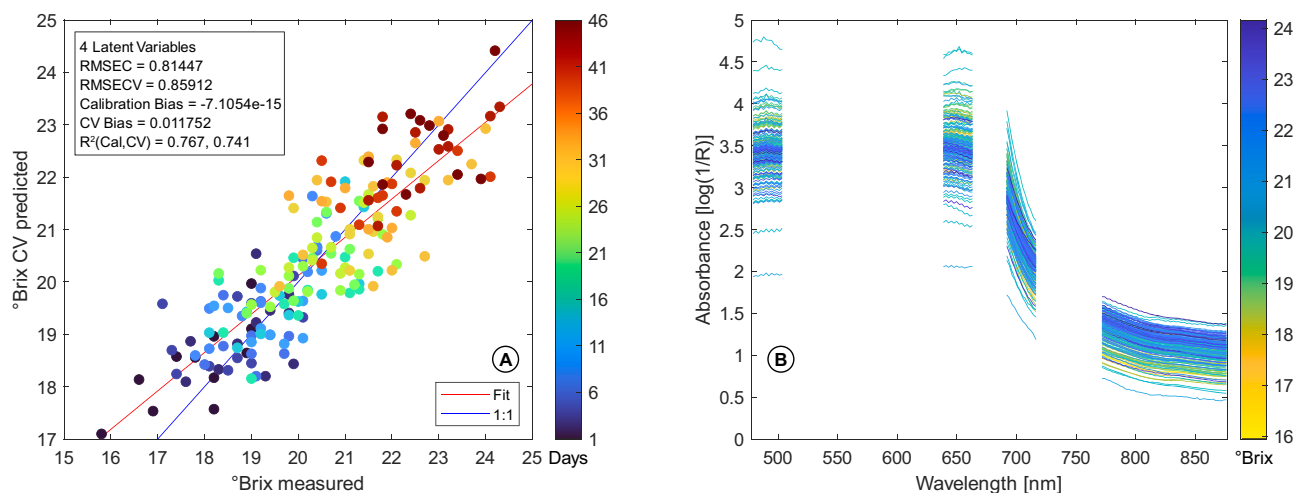 4 Latent Variables
RMSEC = 0.81447
RMSECV = 0.85912
Calibration Bias = -7.1054e-15
CV Bias = 0.011752
R²(Cal,CV) = 0.767, 0.741
25
24
23
22
21
20
19
18
17
°Brix CV predicted
15 16 17 18 19 20 21 22 23 24 25
°Brix measured
A
Fit
1:1
46
41
36
31
26
21
16
11
6
1
Days
5
4.5
4
3.5
3
2.5
2
1.5
1
0.5
0
Absorbance [log(1/R)]
500 550 600 650 700 750 800 850
Wavelength [nm]
B
24
23
22
21
20
19
18
17
16
°Brix